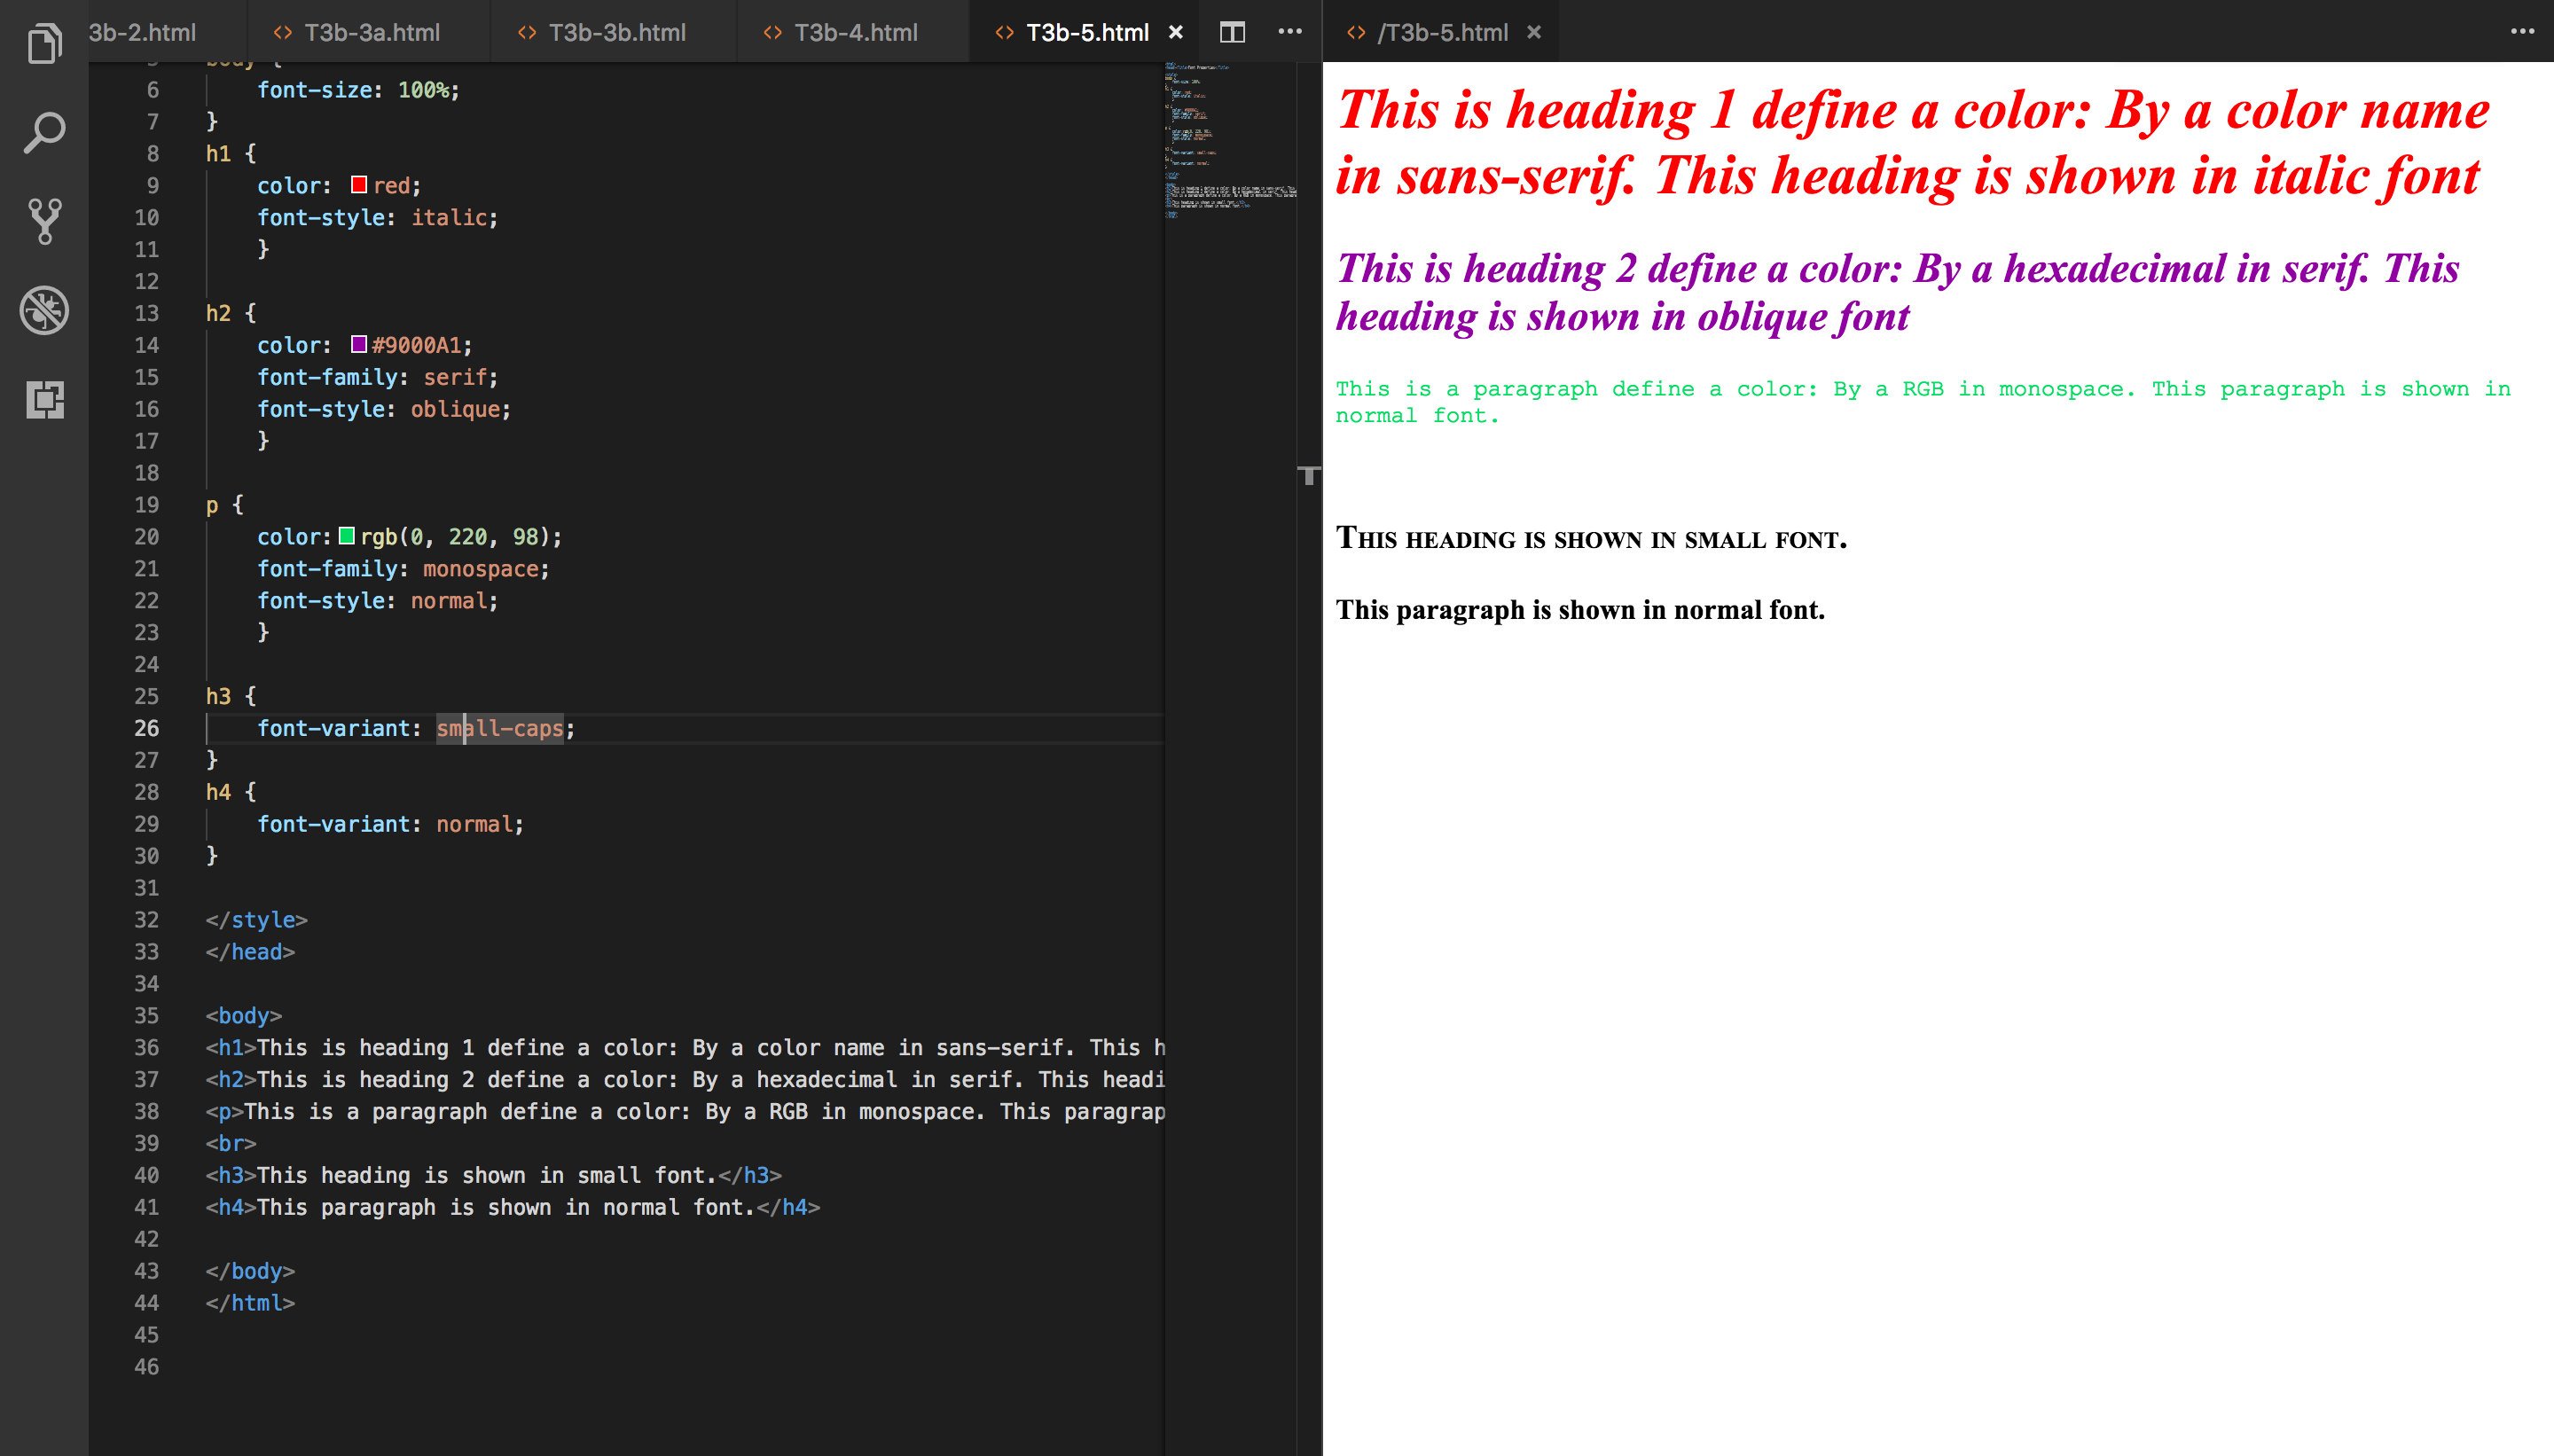 3b-2.html
T3b-3a.html
T3b-3b.html
T3b-4.html
T3b-5.html
body {
6 font-size: 100%;
7 }
8 h1 {
9 color: red;
10 font-style: italic;
11 }
12
13 h2 {
14 color: #9000A1;
15 font-family: serif;
16 font-style: oblique;
17 }
18
19 p {
20 color: rgb(0, 220, 98);
21 font-family: monospace;
22 font-style: normal;
23 }
24
25 h3 {
26 font-variant: small-caps;
27 }
28 h4 {
29 font-variant: normal;
30 }
31
32 </style>
33 </head>
34
35 <body>
36 <h1>This is heading 1 define a color: By a color name in sans-serif. This h
37 <h2>This is heading 2 define a color: By a hexadecimal in serif. This headi
38 <p>This is a paragraph define a color: By a RGB in monospace. This paragrap
39 <br>
40 <h3>This heading is shown in small font.</h3>
41 <h4>This paragraph is shown in normal font.</h4>
42
43 </body>
44 </html>
45
46
/T3b-5.html
This is heading 1 define a color: By a color name
in sans-serif. This heading is shown in italic font
This is heading 2 define a color: By a hexadecimal in serif. This
heading is shown in oblique font
This is a paragraph define a color: By a RGB in monospace. This paragraph is shown in
normal font.
This heading is shown in small font.
This paragraph is shown in normal font.